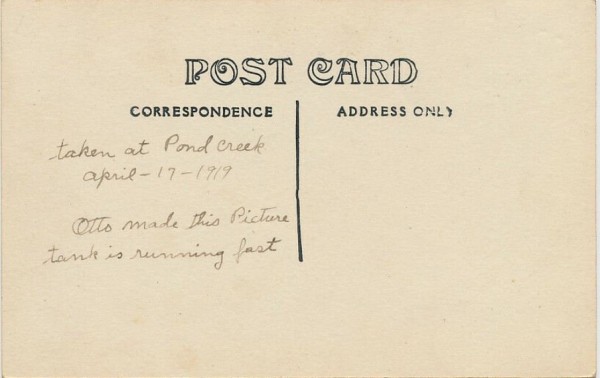 POST CARD
CORRESPONDENCE
ADDRESS ONLY
taken at Pond Creek
april-17-1919
Otto made this Picture
tank is running fast